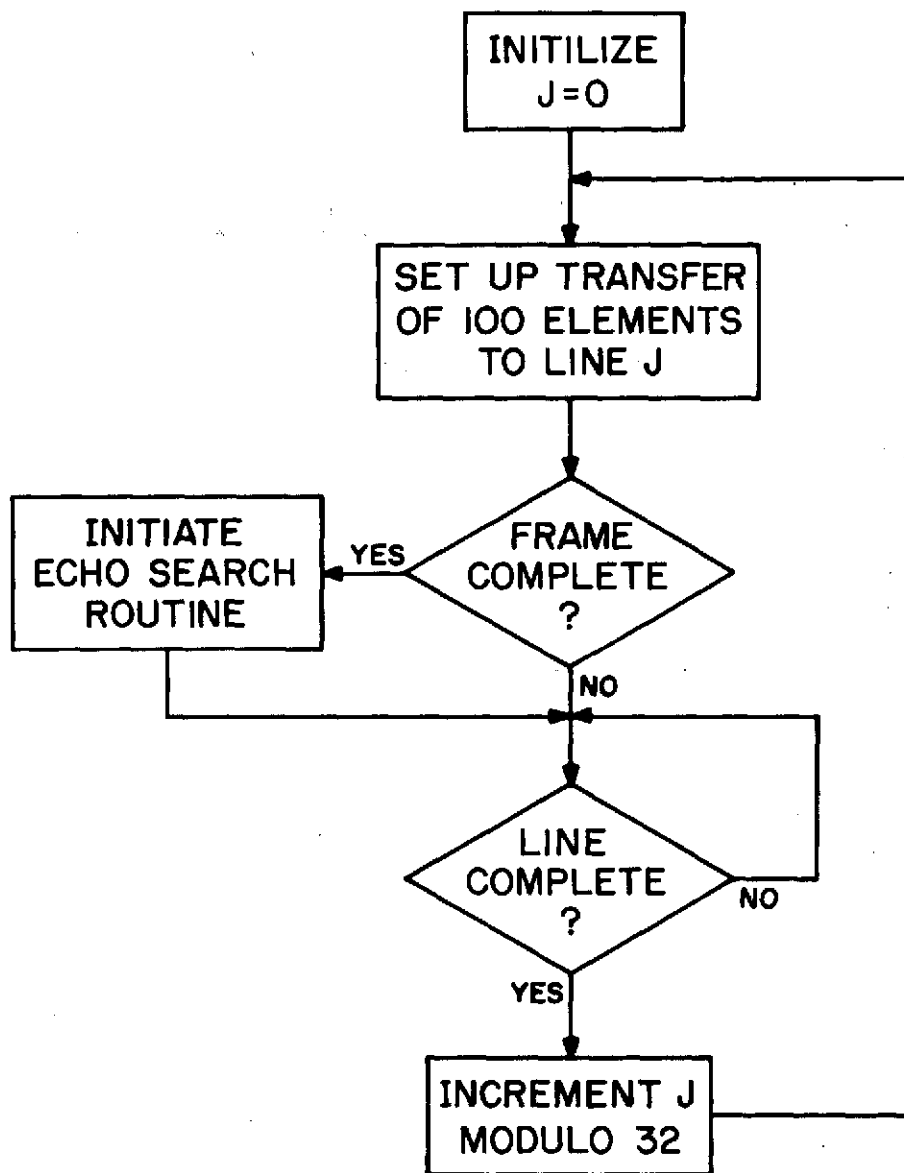 INITILIZE
J=0
SET UP TRANSFER
OF 100 ELEMENTS
TO LINE J
FRAME
COMPLETE
?
YES
INITIATE
ECHO SEARCH
ROUTINE
NO
LINE
COMPLETE
?
NO
YES
INCREMENT J
MODULO 32